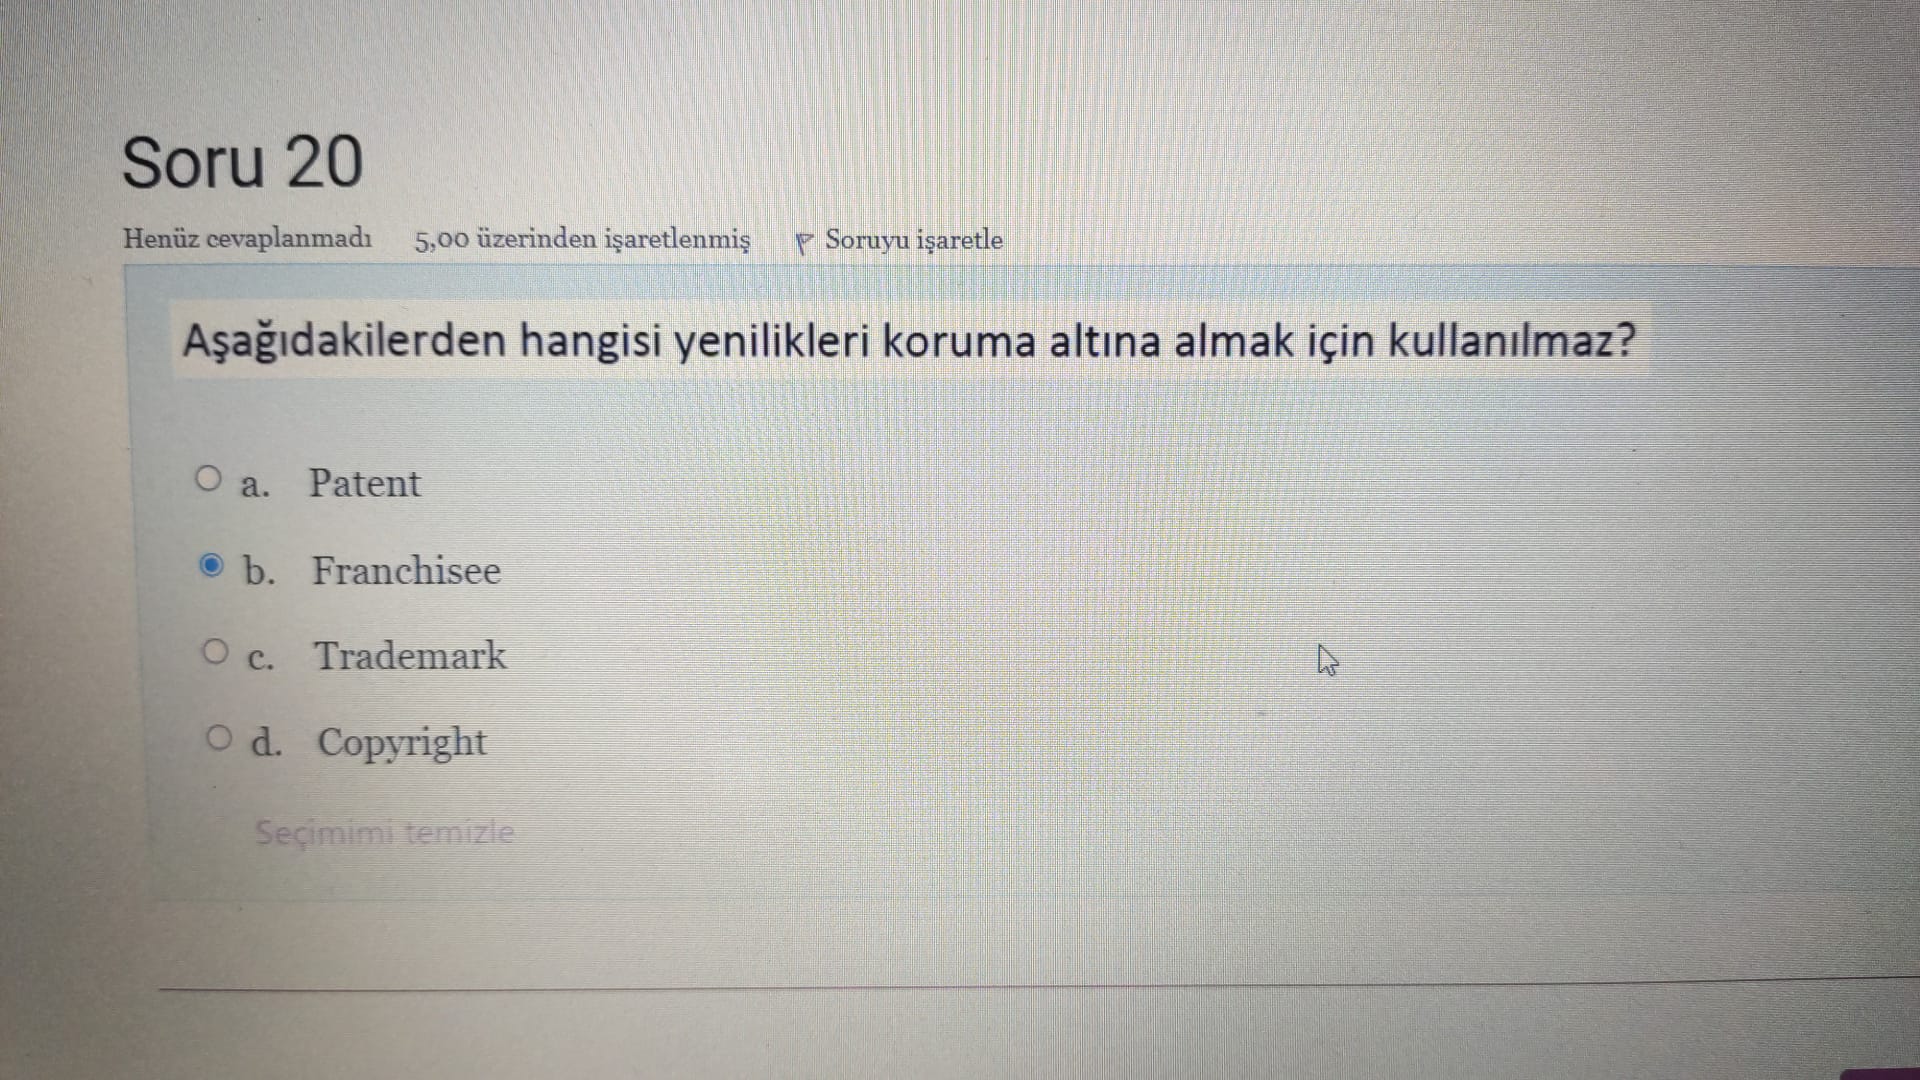 Soru 20
Henüz cevaplanmadı 5,00 üzerinden işaretlenmiş Soruyu işaretle
Aşağıdakilerden hangisi yenilikleri koruma altına almak için kullanılmaz?
a. Patent
b. Franchisee
c. Trademark
d. Copyright
Seçimimi temizle